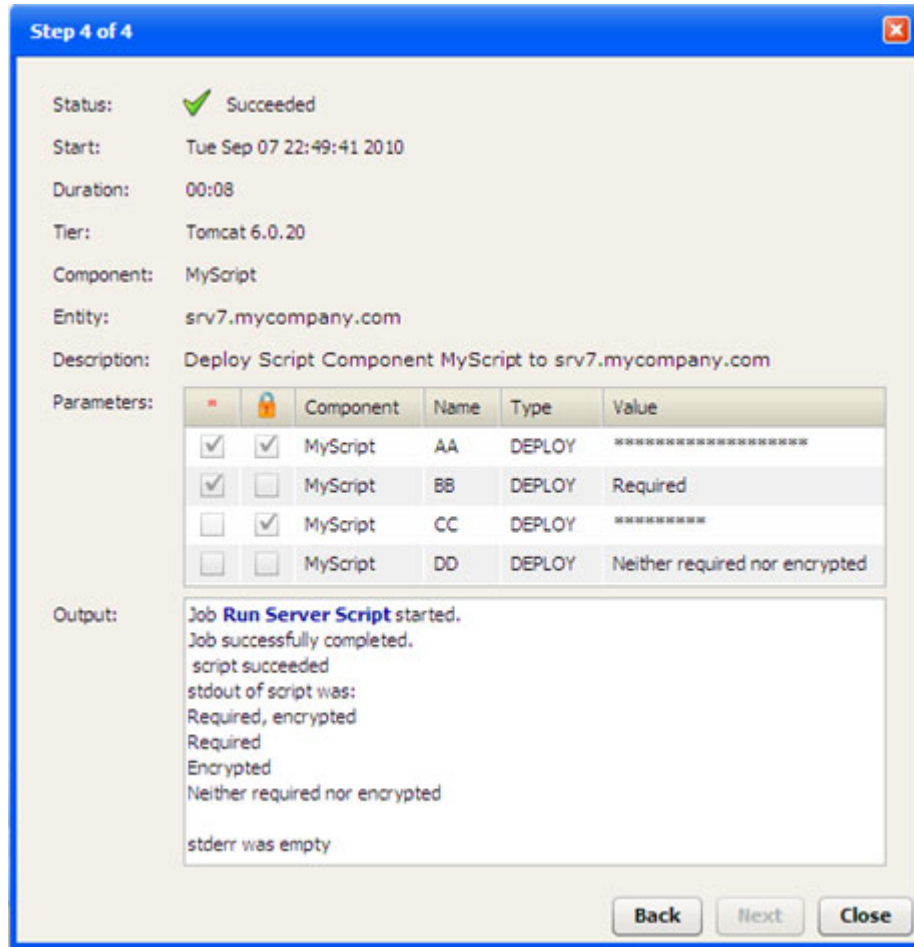 Step 4 of 4
Status: Succeeded
Start: Tue Sep 07 22:49:41 2010
Duration: 00:08
Tier: Tomcat 6.0.20
Component: MyScript
Entity: srv7.mycompany.com
Description: Deploy Script Component MyScript to srv7.mycompany.com
Parameters: * Component Name Type Value
MyScript AA DEPLOY *******************
MyScript BB DEPLOY Required
MyScript CC DEPLOY *********
MyScript DD DEPLOY Neither required nor encrypted
Output: Job Run Server Script started.
Job successfully completed.
script succeeded
stdout of script was:
Required, encrypted
Required
Encrypted
Neither required nor encrypted
stderr was empty
Back Next Close